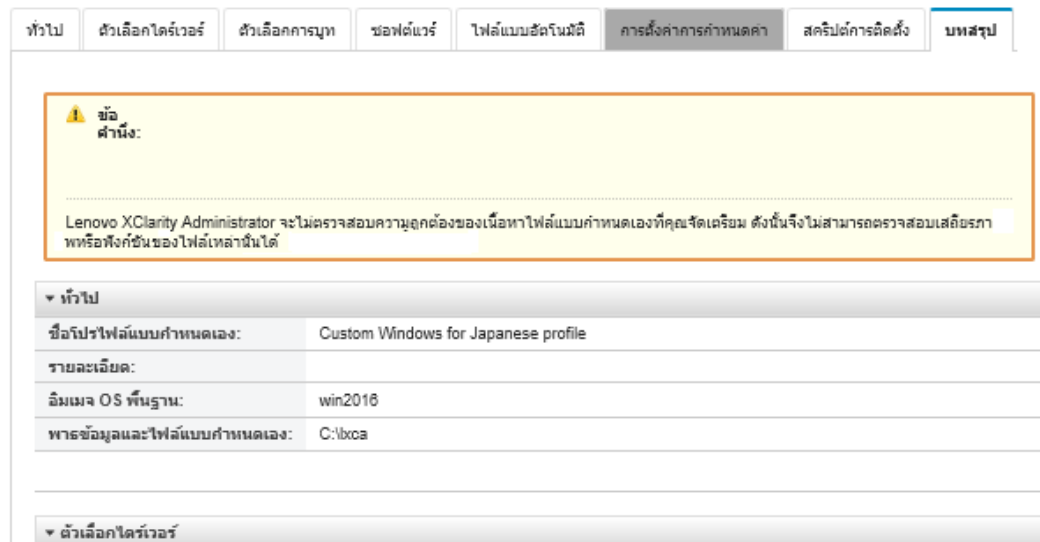 ทั่วไป ตัวเลือกไดร์เวอร์ ตัวเลือกการบูท ซอฟต์แวร์ ไฟล์แบบอัตโนมัติ การตั้งค่าการกำหนดค่า สคริปต์การติดตั้ง บทสรุป
ข้อ
คำนึง:
Lenovo XClarity Administrator จะไม่ตรวจสอบความถูกต้องของเนื้อหาไฟล์แบบกำหนดเองที่คุณจัดเตรียม ดังนั้นจึงไม่สามารถตรวจสอบเสถียรภา
พหรือฟังก์ชันของไฟล์เหล่านั้นได้
▾ ทั่วไป
ชื่อโปรไฟล์แบบกำหนดเอง: Custom Windows for Japanese profile
รายละเอียด:
อิมเมจ OS พื้นฐาน: win2016
พาธข้อมูลและไฟล์แบบกำหนดเอง: C:\lxca
▾ ตัวเลือกไดร์เวอร์